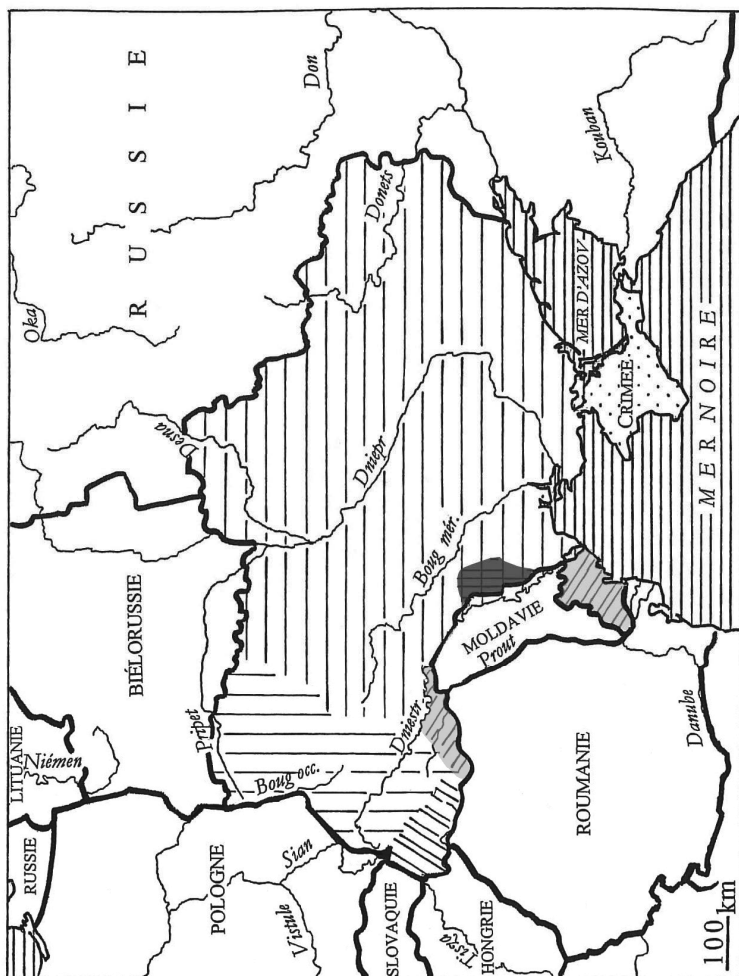 R U S S I E
Oka
Don
Donets
Kouban
Desna
Dniepr
MER D'AZOV
CRIMÉE
MER NOIRE
BIÉLORUSSIE
Pripet
Boug mér.
MOLDAVIE
Prout
Dniestr
Boug occ.
LITUANIE
Niémen
RUSSIE
POLOGNE
Sian
Vistule
SLOVAQUIE
HONGRIE
Tisza
ROUMANIE
Danube
100 km